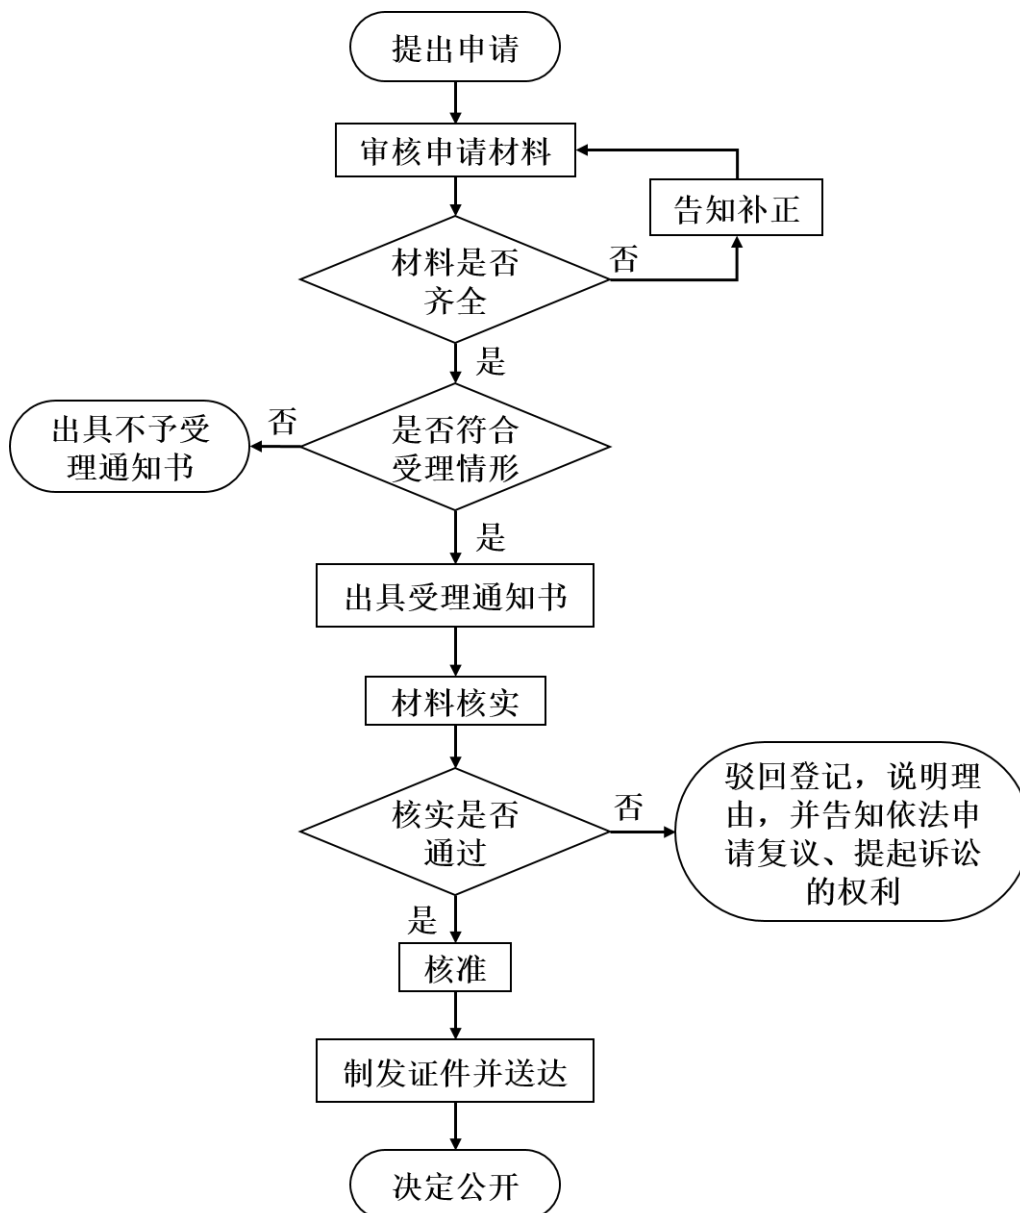 提出申请
审核申请材料
告知补正
材料是否
齐全
否
是
是否符合
受理情形
否
出具不予受
理通知书
是
出具受理通知书
材料核实
核实是否
通过
否
驳回登记，说明理
由，并告知依法申
请复议、提起诉讼
的权利
是
核准
制发证件并送达
决定公开